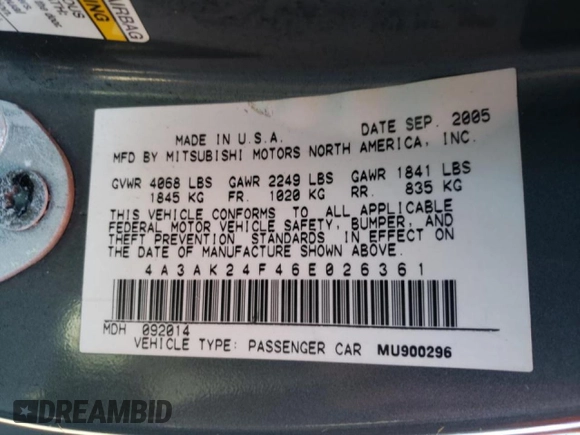 AIRBAG
WARNING
MADE IN U.S.A. DATE SEP. 2005
MFD BY MITSUBISHI MOTORS NORTH AMERICA, INC.
GVWR 4068 LBS GAWR 2249 LBS GAWR 1841 LBS
1845 KG FR. 1020 KG RR. 835 KG
THIS VEHICLE CONFORMS TO ALL APPLICABLE
FEDERAL MOTOR VEHICLE SAFETY, BUMPER, AND
THEFT PREVENTION STANDARDS IN EFFECT ON
THE DATE OF MANUFACTURE SHOWN ABOVE.
4A3AK24F46E026361
MDH 092014
VEHICLE TYPE: PASSENGER CAR MU900296
DREAMBID